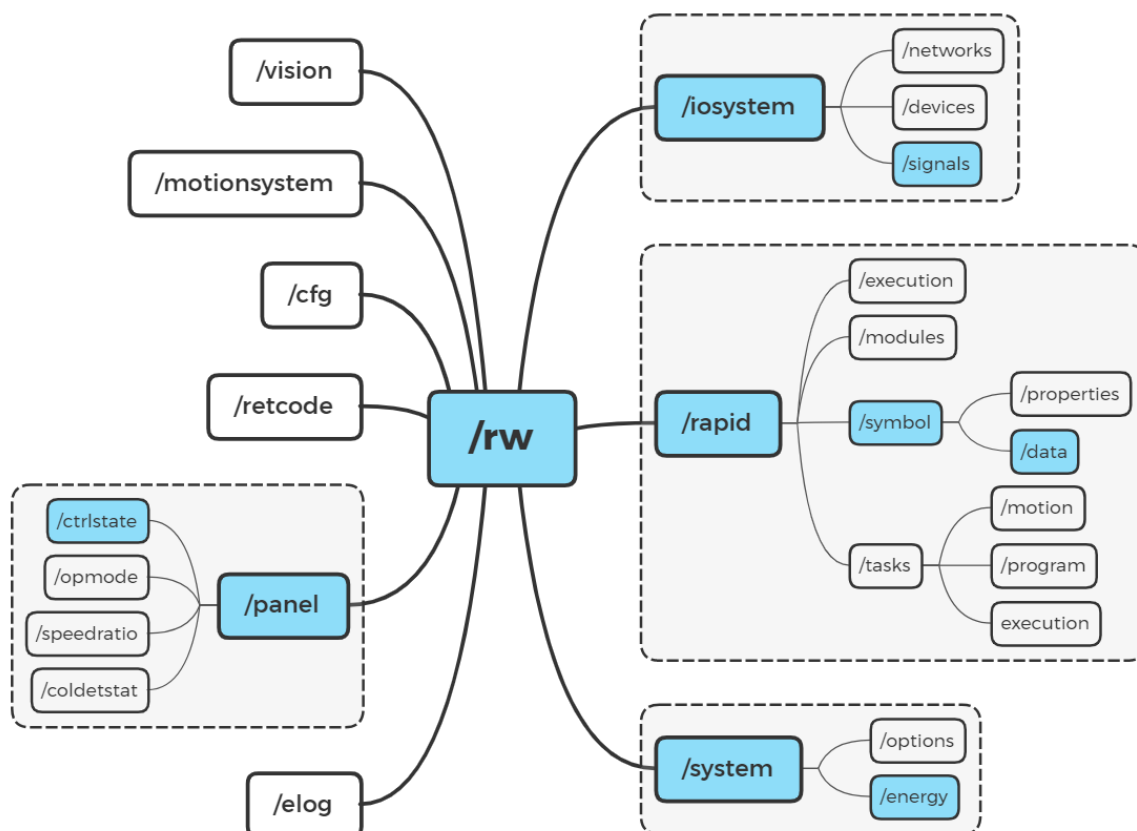 /vision
/motionsystem
/cfg
/retcode
/rw
/ctrlstate
/opmode
/speedratio
/coldetstat
/panel
/elog
/iosystem
/networks
/devices
/signals
/rapid
/execution
/modules
/symbol
/properties
/data
/tasks
/motion
/program
execution
/system
/options
/energy